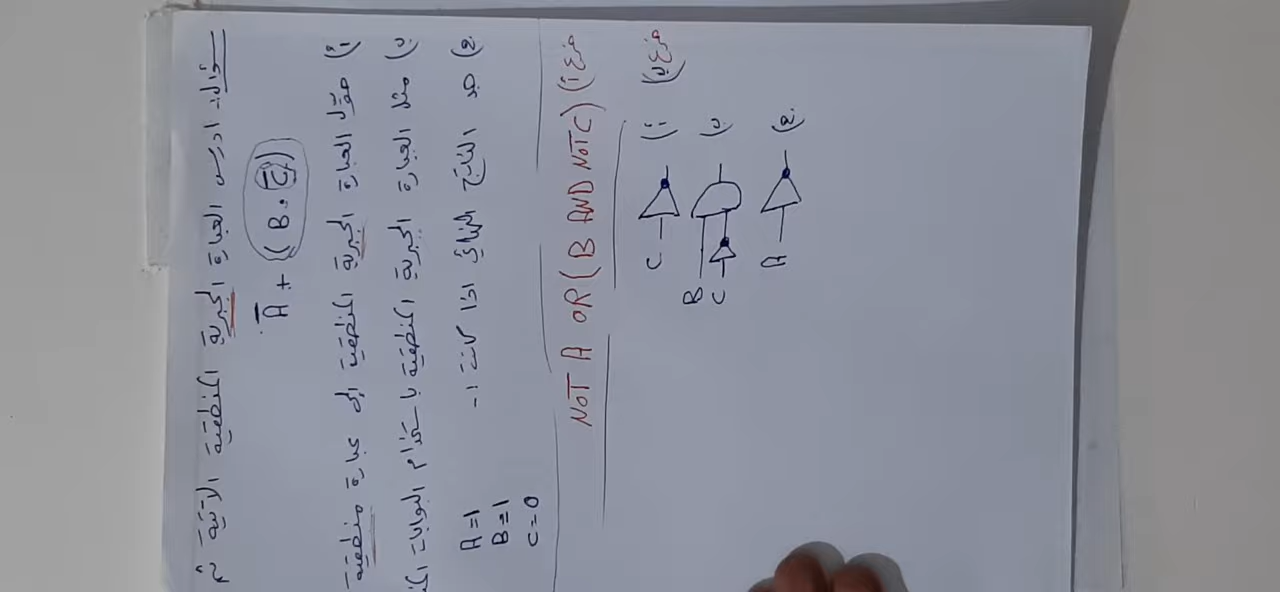 سؤال:- ادرس العبارة الجبرية المنطقية الآتية ثم
A̅ + (B . C̅)
أ) حوّل العبارة الجبرية المنطقية إلى عبارة منطقية
ب) مثل العبارة الجبرية المنطقية باستخدام البوابات
ج) جد الناتج النهائي اذا كانت :-
A=1
B=1
C=0
فرع أ) NOT A OR (B AND NOT C)
فرع ب)
أ) C
ب) B
C
ج) A